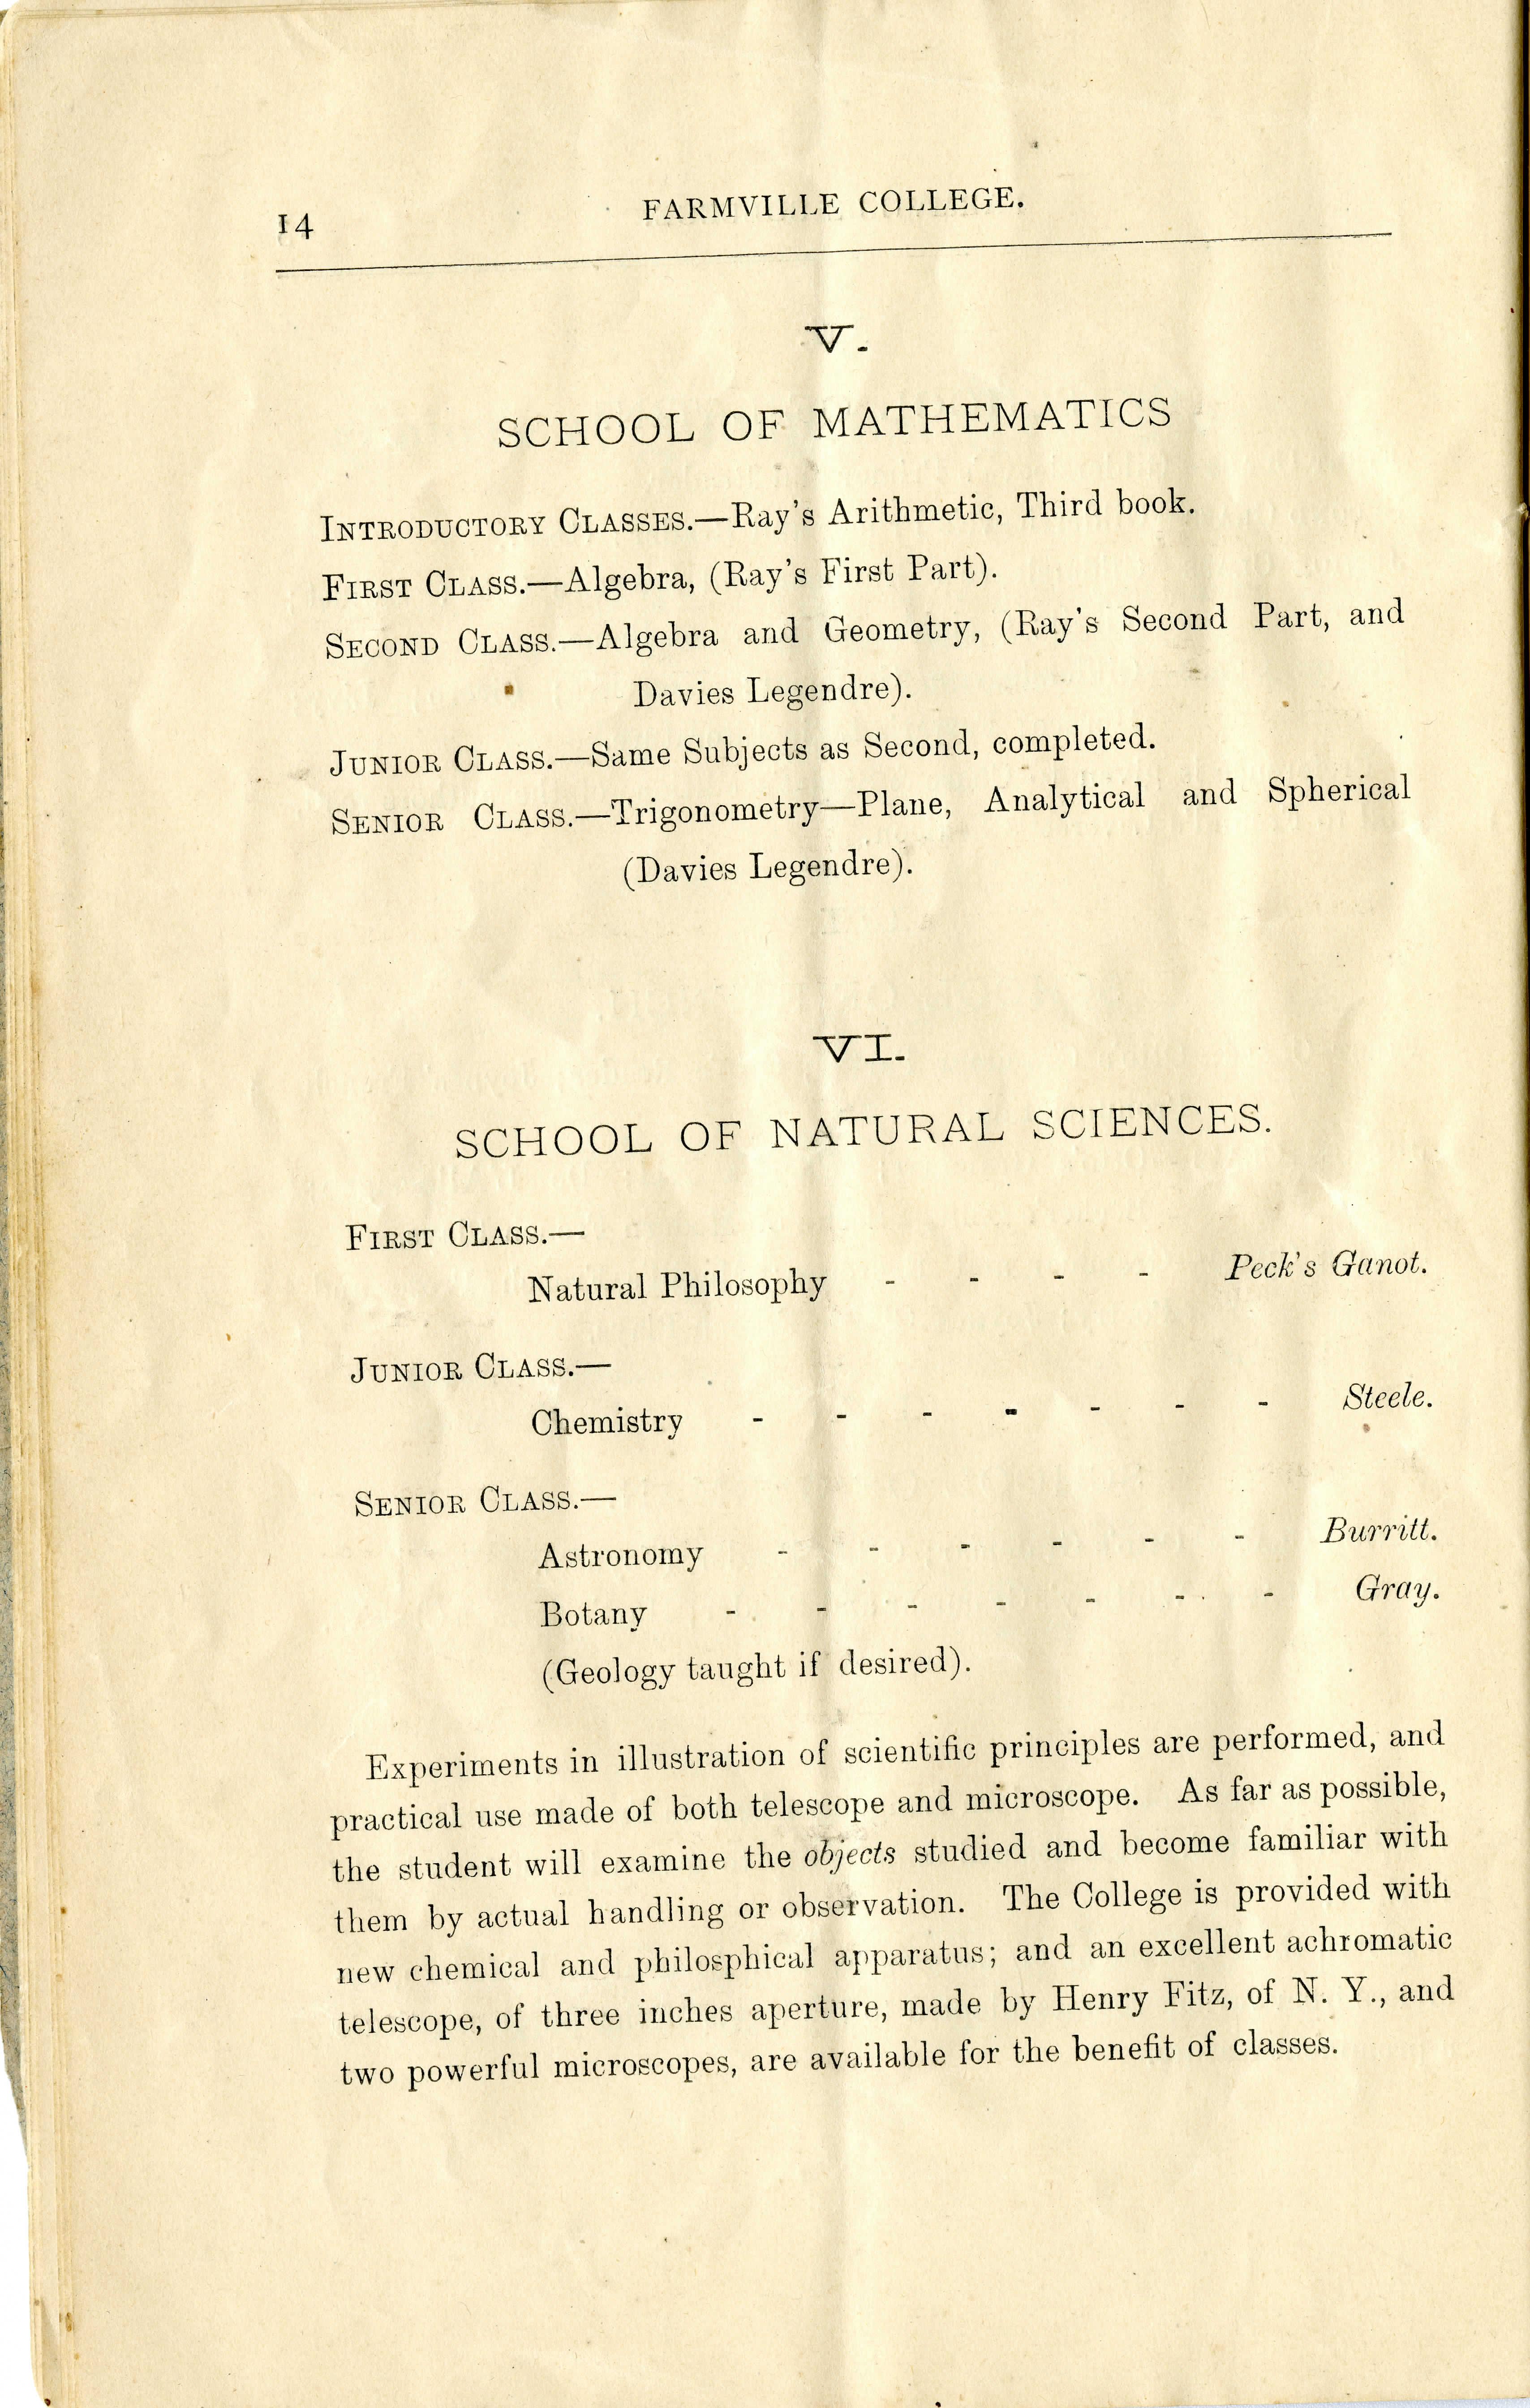 14
FARMVILLE COLLEGE.
V.
SCHOOL OF MATHEMATICS
INTRODUCTORY CLASSES.—Ray's Arithmetic, Third book.
FIRST CLASS.—Algebra, (Ray's First Part).
SECOND CLASS.—Algebra and Geometry, (Ray's Second Part, and
Davies Legendre).
JUNIOR CLASS.—Same Subjects as Second, completed.
SENIOR CLASS.—Trigonometry—Plane, Analytical and Spherical
(Davies Legendre).
VI.
SCHOOL OF NATURAL SCIENCES.
FIRST CLASS.—
Natural Philosophy - - - - Peck's Ganot.
JUNIOR CLASS.—
Chemistry - - - - - - - Steele.
SENIOR CLASS.—
Astronomy - - - - - - Burritt.
Botany - - - - - - - Gray.
(Geology taught if desired).
Experiments in illustration of scientific principles are performed, and
practical use made of both telescope and microscope. As far as possible,
the student will examine the objects studied and become familiar with
them by actual handling or observation. The College is provided with
new chemical and philosphical apparatus; and an excellent achromatic
telescope, of three inches aperture, made by Henry Fitz, of N. Y., and
two powerful microscopes, are available for the benefit of classes.